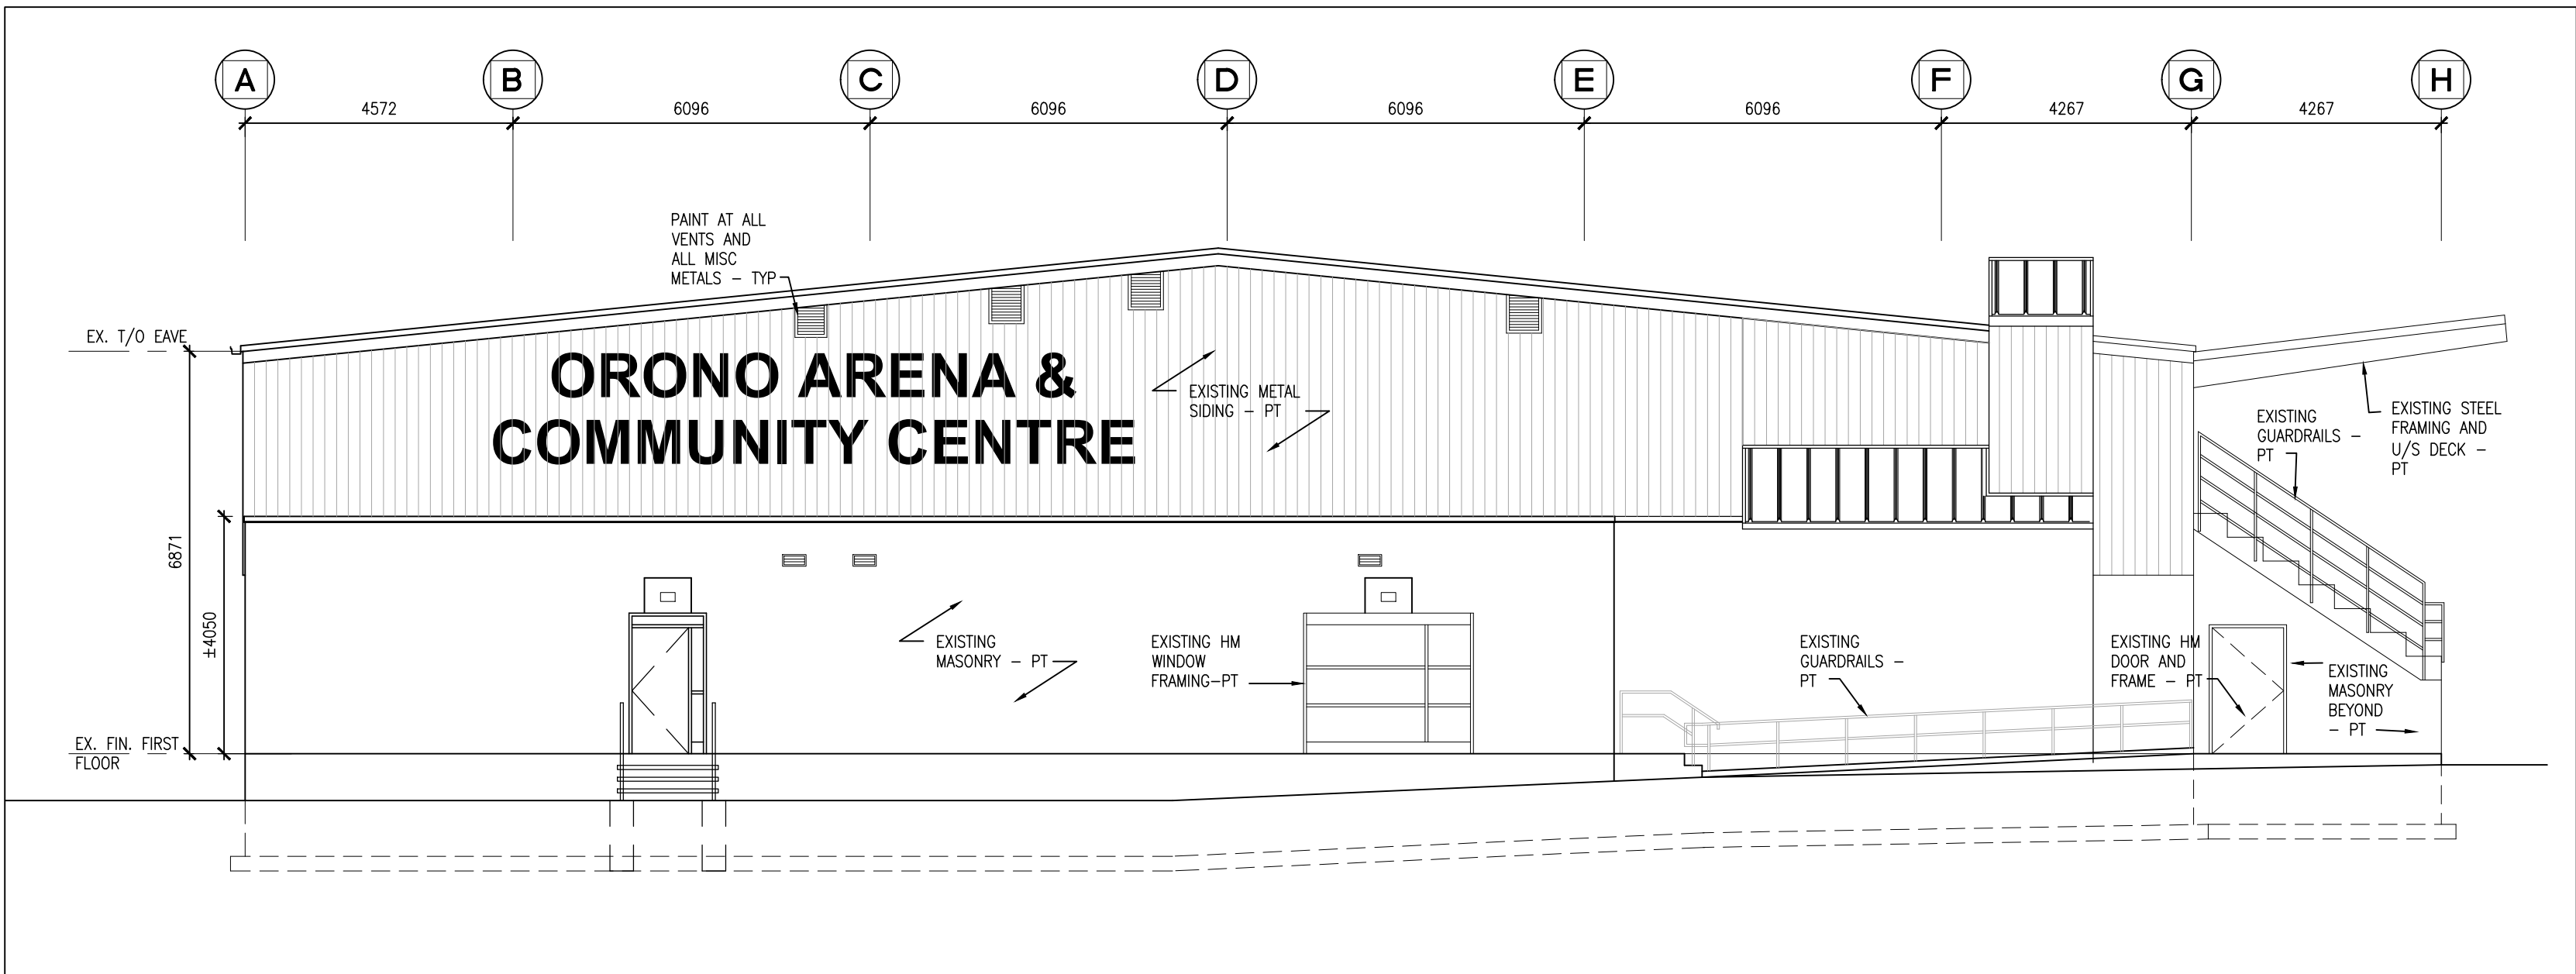 A B C D E F G H
4572 6096 6096 6096 6096 4267 4267
PAINT AT ALL
VENTS AND
ALL MISC
METALS - TYP
EX. T/O EAVE
ORONO ARENA &
COMMUNITY CENTRE
EXISTING METAL
SIDING - PT
EXISTING
GUARDRAILS -
PT
EXISTING STEEL
FRAMING AND
U/S DECK -
PT
6871
±4050
EXISTING
MASONRY - PT
EXISTING HM
WINDOW
FRAMING-PT
EXISTING
GUARDRAILS -
PT
EXISTING HM
DOOR AND
FRAME - PT
EXISTING
MASONRY
BEYOND
- PT
EX. FIN. FIRST
FLOOR